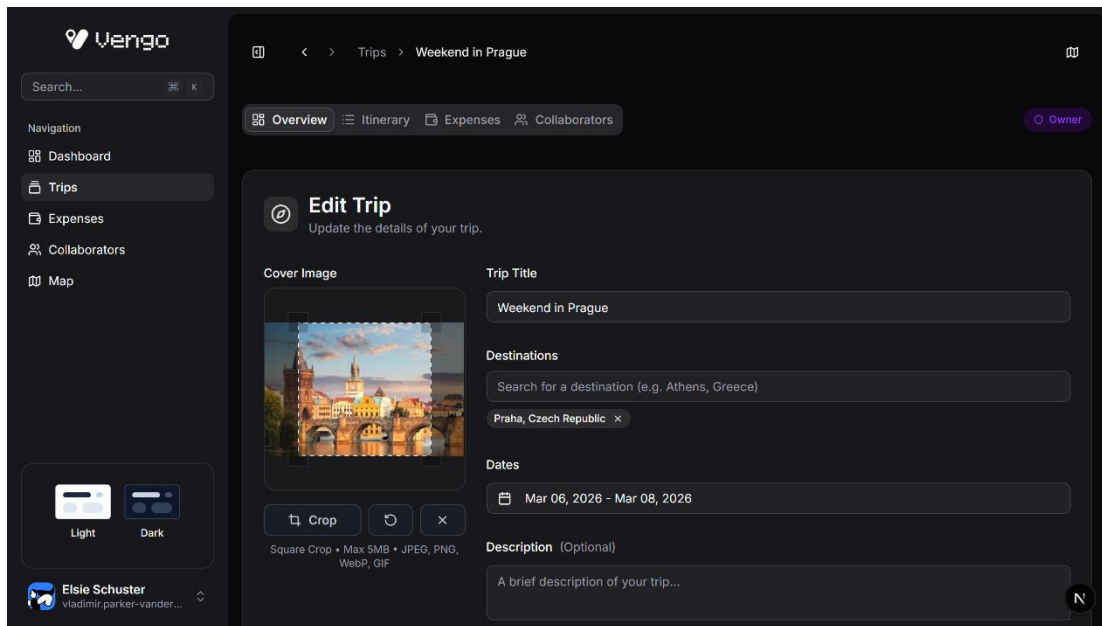 Vengo
Search... ⌘ K
Navigation
Dashboard
Trips
Expenses
Collaborators
Map
Light Dark
Elsie Schuster
vladimir.parker-vander...
Trips > Weekend in Prague
Overview Itinerary Expenses Collaborators
Owner
Edit Trip
Update the details of your trip.
Cover Image
Crop
Square Crop • Max 5MB • JPEG, PNG,
WebP, GIF
Trip Title
Weekend in Prague
Destinations
Search for a destination (e.g. Athens, Greece)
Praha, Czech Republic ×
Dates
Mar 06, 2026 - Mar 08, 2026
Description (Optional)
A brief description of your trip...
N